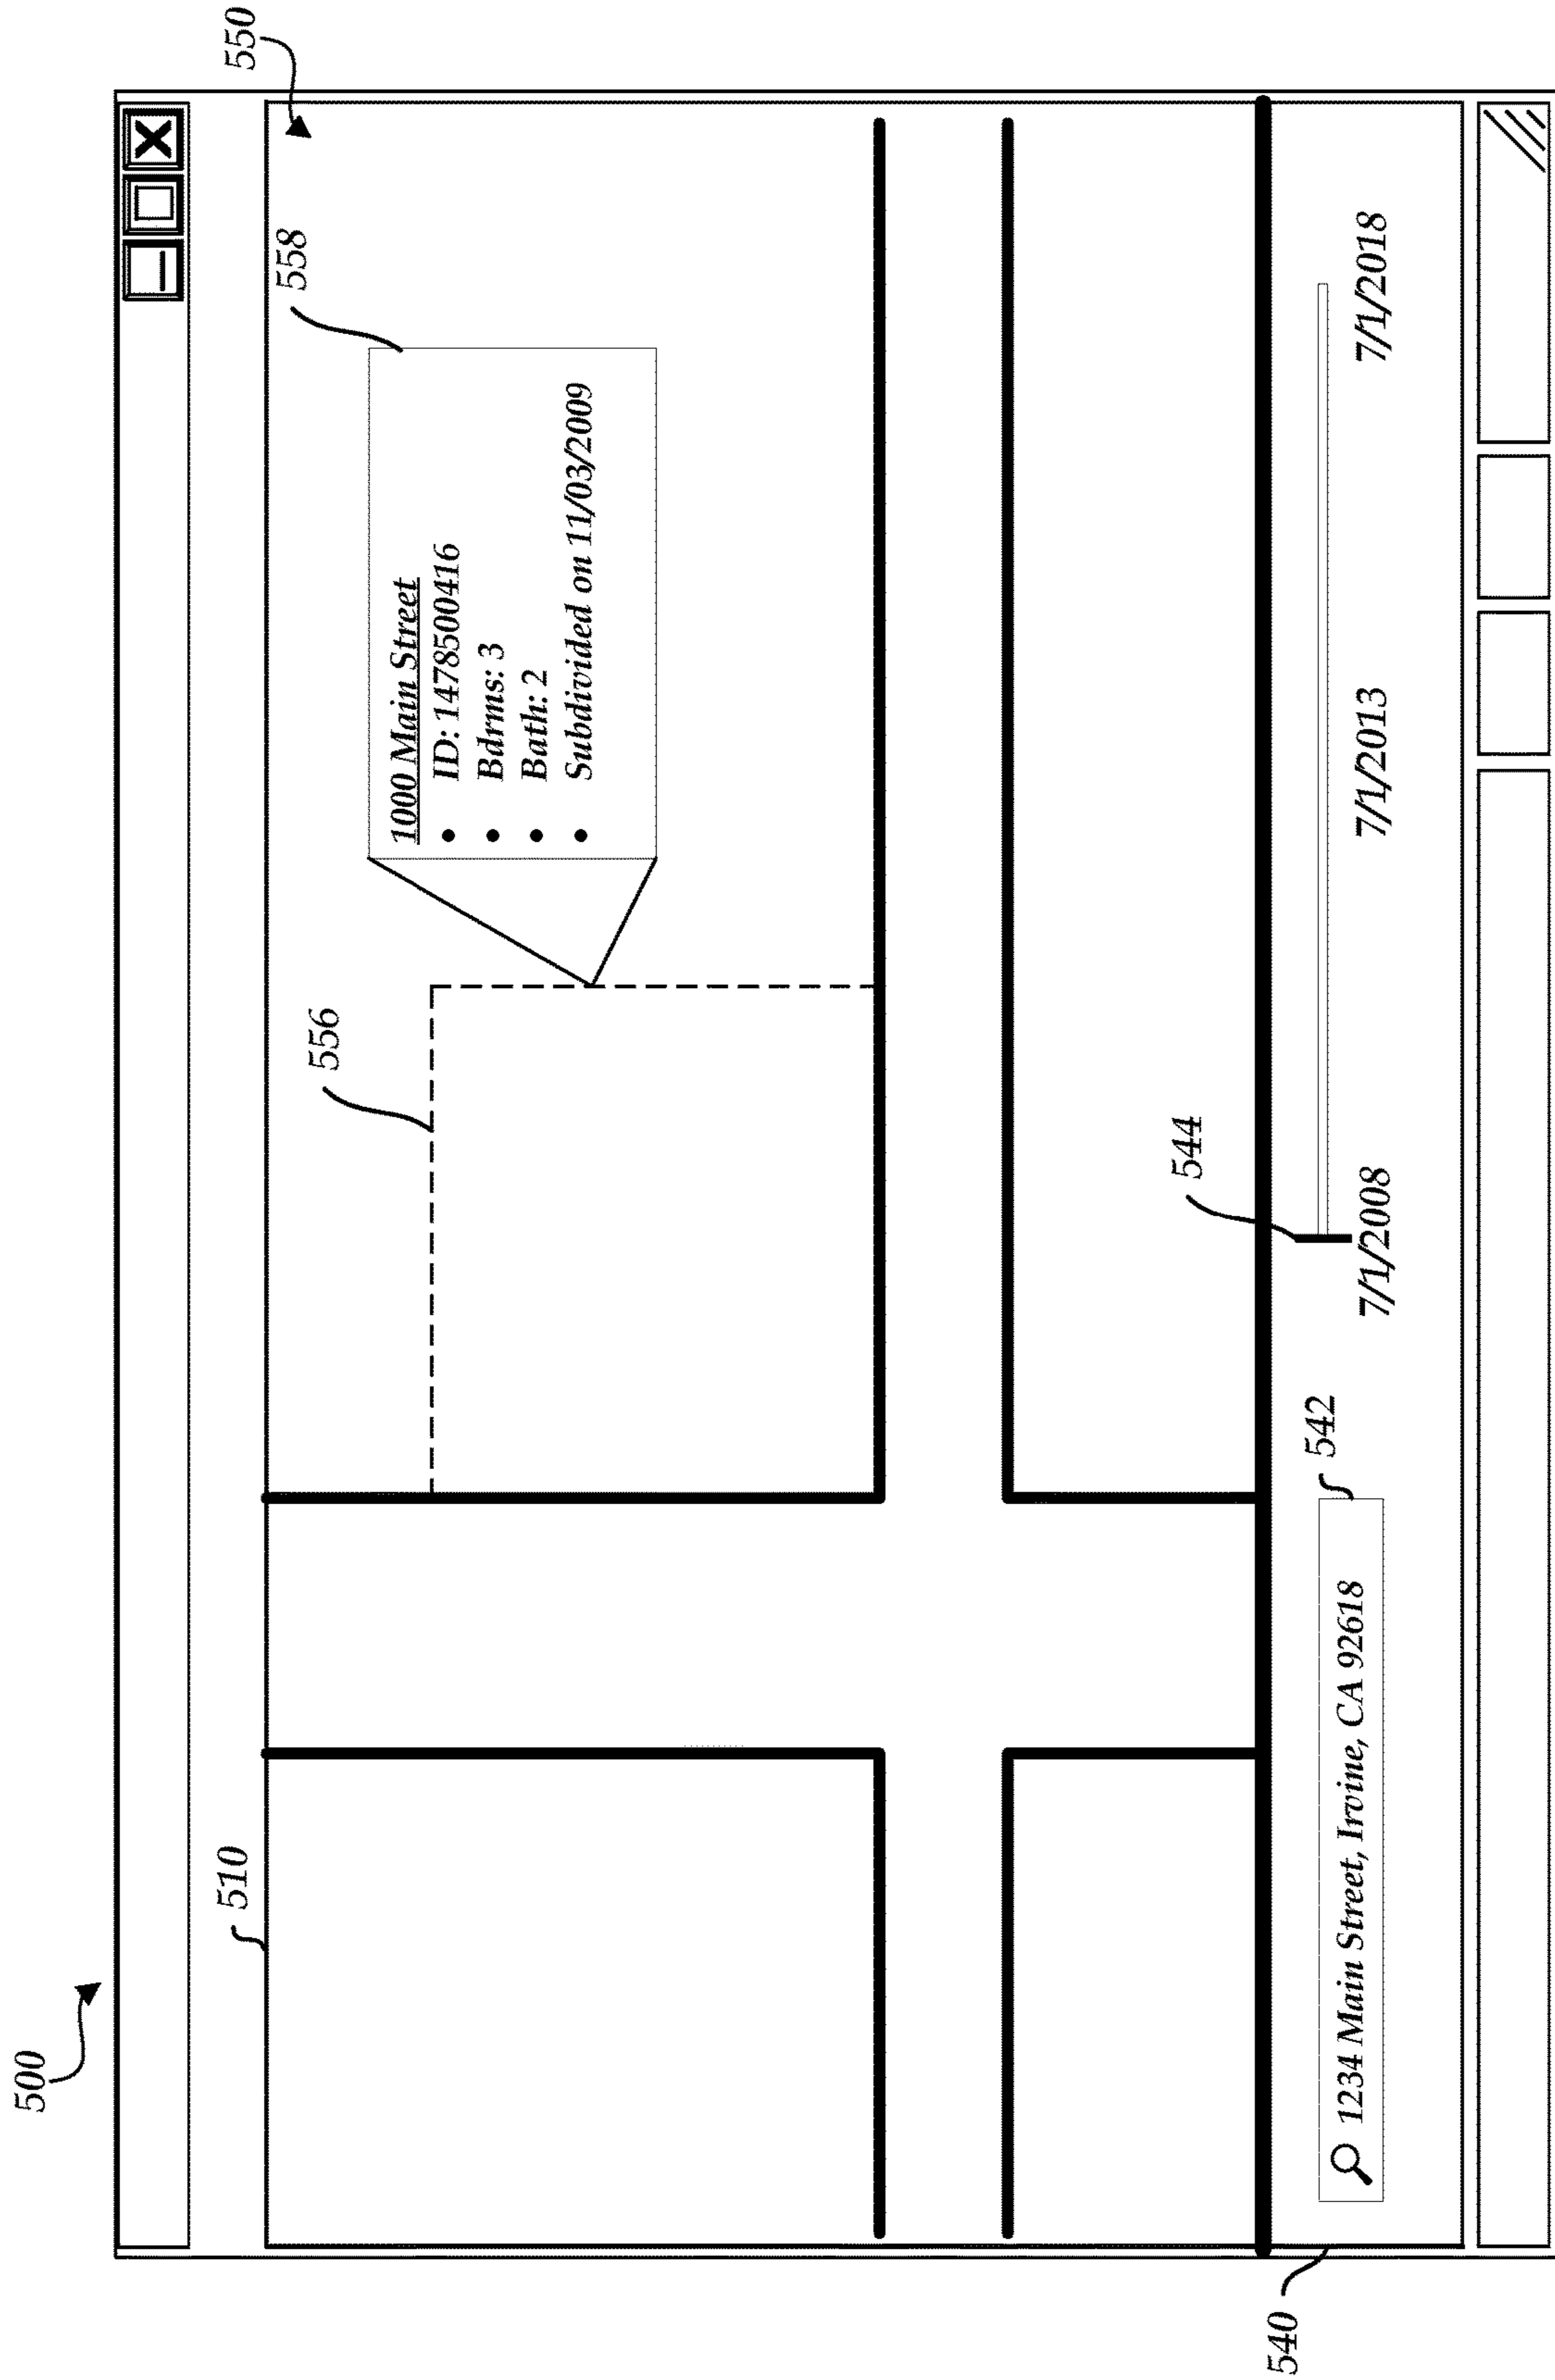 500
510
550
558
1000 Main Street
• ID: 1478500416
• Bdrms: 3
• Bath: 2
• Subdivided on 11/03/2009
556
544
542
540
1234 Main Street, Irvine, CA 92618
7/1/2008
7/1/2013
7/1/2018